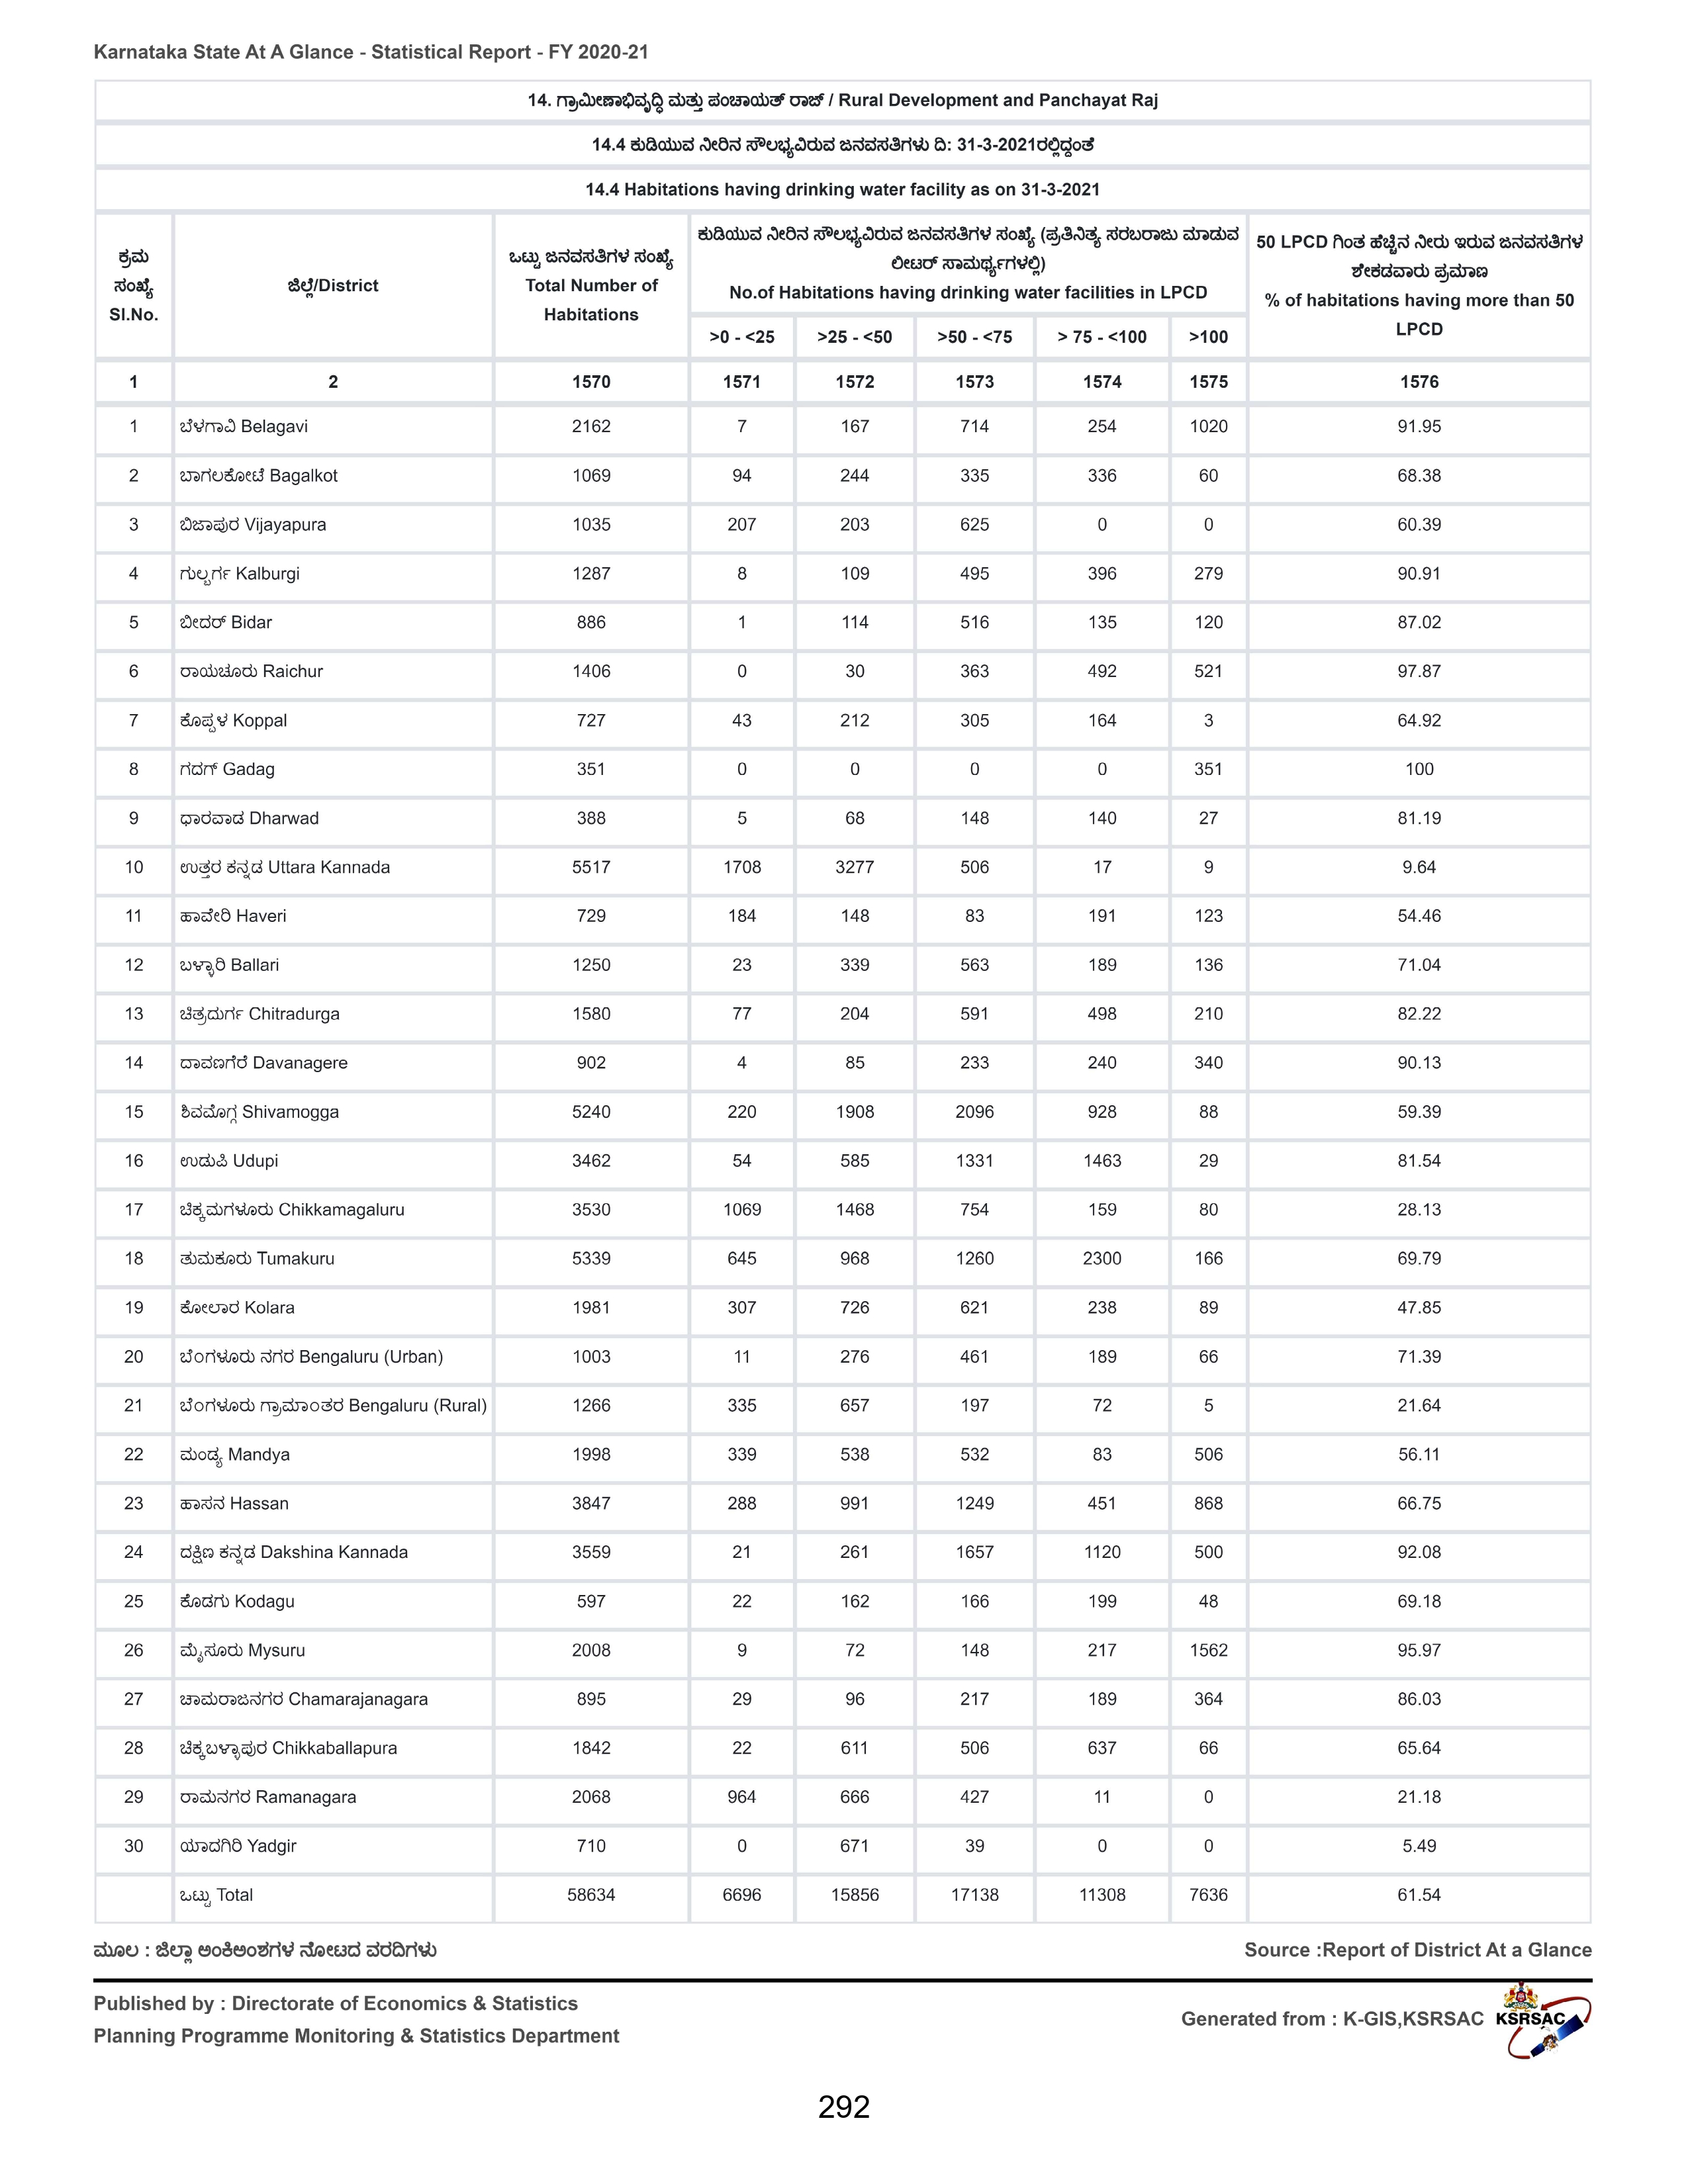 Karnataka State At A Glance - Statistical Report - FY 2020-21
14. ಗ್ರಾಮೀಣಾಭಿವೃದ್ಧಿ ಮತ್ತು ಪಂಚಾಯತ್ ರಾಜ್ / Rural Development and Panchayat Raj
14.4 ಕುಡಿಯುವ ನೀರಿನ ಸೌಲಭ್ಯವಿರುವ ಜನವಸತಿಗಳು ದಿ: 31-3-2021ರಲ್ಲಿದ್ದಂತೆ
14.4 Habitations having drinking water facility as on 31-3-2021
ಕ್ರಮ
ಸಂಖ್ಯೆ
Sl.No.
ಜಿಲ್ಲೆ/District
ಒಟ್ಟು ಜನವಸತಿಗಳ ಸಂಖ್ಯೆ
Total Number of
Habitations
ಕುಡಿಯುವ ನೀರಿನ ಸೌಲಭ್ಯವಿರುವ ಜನವಸತಿಗಳ ಸಂಖ್ಯೆ (ಪ್ರತಿನಿತ್ಯ ಸರಬರಾಜು ಮಾಡುವ
ಲೀಟರ್ ಸಾಮರ್ಥ್ಯಗಳಲ್ಲಿ)
No.of Habitations having drinking water facilities in LPCD
50 LPCD ಗಿಂತ ಹೆಚ್ಚಿನ ನೀರು ಇರುವ ಜನವಸತಿಗಳ
ಶೇಕಡವಾರು ಪ್ರಮಾಣ
% of habitations having more than 50
LPCD
>0 - <25 >25 - <50 >50 - <75 > 75 - <100 >100
1 2 1570 1571 1572 1573 1574 1575 1576
1 ಬೆಳಗಾವಿ Belagavi 2162 7 167 714 254 1020 91.95
2 ಬಾಗಲಕೋಟೆ Bagalkot 1069 94 244 335 336 60 68.38
3 ಬಿಜಾಪುರ Vijayapura 1035 207 203 625 0 0 60.39
4 ಗುಲ್ಬರ್ಗ Kalburgi 1287 8 109 495 396 279 90.91
5 ಬೀದರ್ Bidar 886 1 114 516 135 120 87.02
6 ರಾಯಚೂರು Raichur 1406 0 30 363 492 521 97.87
7 ಕೊಪ್ಪಳ Koppal 727 43 212 305 164 3 64.92
8 ಗದಗ್ Gadag 351 0 0 0 0 351 100
9 ಧಾರವಾಡ Dharwad 388 5 68 148 140 27 81.19
10 ಉತ್ತರ ಕನ್ನಡ Uttara Kannada 5517 1708 3277 506 17 9 9.64
11 ಹಾವೇರಿ Haveri 729 184 148 83 191 123 54.46
12 ಬಳ್ಳಾರಿ Ballari 1250 23 339 563 189 136 71.04
13 ಚಿತ್ರದುರ್ಗ Chitradurga 1580 77 204 591 498 210 82.22
14 ದಾವಣಗೆರೆ Davanagere 902 4 85 233 240 340 90.13
15 ಶಿವಮೊಗ್ಗ Shivamogga 5240 220 1908 2096 928 88 59.39
16 ಉಡುಪಿ Udupi 3462 54 585 1331 1463 29 81.54
17 ಚಿಕ್ಕಮಗಳೂರು Chikkamagaluru 3530 1069 1468 754 159 80 28.13
18 ತುಮಕೂರು Tumakuru 5339 645 968 1260 2300 166 69.79
19 ಕೋಲಾರ Kolara 1981 307 726 621 238 89 47.85
20 ಬೆಂಗಳೂರು ನಗರ Bengaluru (Urban) 1003 11 276 461 189 66 71.39
21 ಬೆಂಗಳೂರು ಗ್ರಾಮಾಂತರ Bengaluru (Rural) 1266 335 657 197 72 5 21.64
22 ಮಂಡ್ಯ Mandya 1998 339 538 532 83 506 56.11
23 ಹಾಸನ Hassan 3847 288 991 1249 451 868 66.75
24 ದಕ್ಷಿಣ ಕನ್ನಡ Dakshina Kannada 3559 21 261 1657 1120 500 92.08
25 ಕೊಡಗು Kodagu 597 22 162 166 199 48 69.18
26 ಮೈಸೂರು Mysuru 2008 9 72 148 217 1562 95.97
27 ಚಾಮರಾಜನಗರ Chamarajanagara 895 29 96 217 189 364 86.03
28 ಚಿಕ್ಕಬಳ್ಳಾಪುರ Chikkaballapura 1842 22 611 506 637 66 65.64
29 ರಾಮನಗರ Ramanagara 2068 964 666 427 11 0 21.18
30 ಯಾದಗಿರಿ Yadgir 710 0 671 39 0 0 5.49
ಒಟ್ಟು Total 58634 6696 15856 17138 11308 7636 61.54
ಮೂಲ : ಜಿಲ್ಲಾ ಅಂಕಿಅಂಶಗಳ ನೋಟದ ವರದಿಗಳು Source :Report of District At a Glance
Published by : Directorate of Economics & Statistics
Planning Programme Monitoring & Statistics Department
Generated from : K-GIS,KSRSAC KSRSAC
292